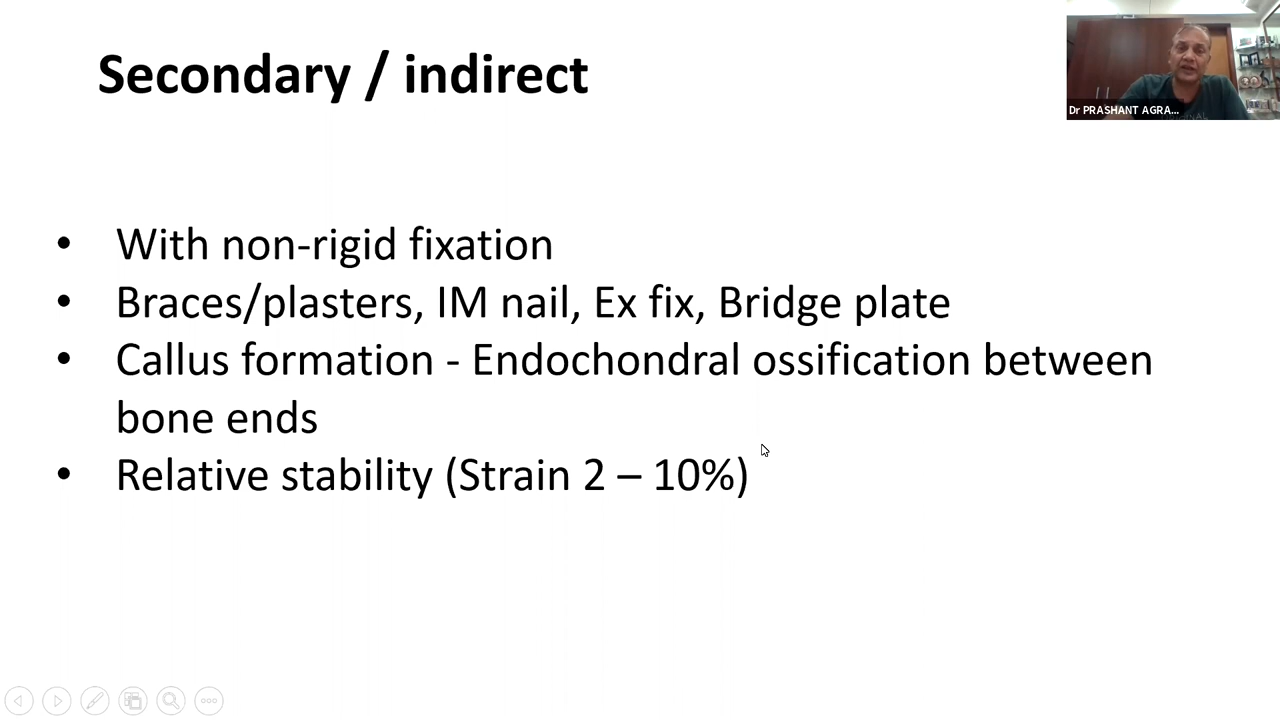 Secondary / indirect
Dr PRASHANT AGRA...
• With non-rigid fixation
• Braces/plasters, IM nail, Ex fix, Bridge plate
• Callus formation - Endochondral ossification between
bone ends
• Relative stability (Strain 2 – 10%)